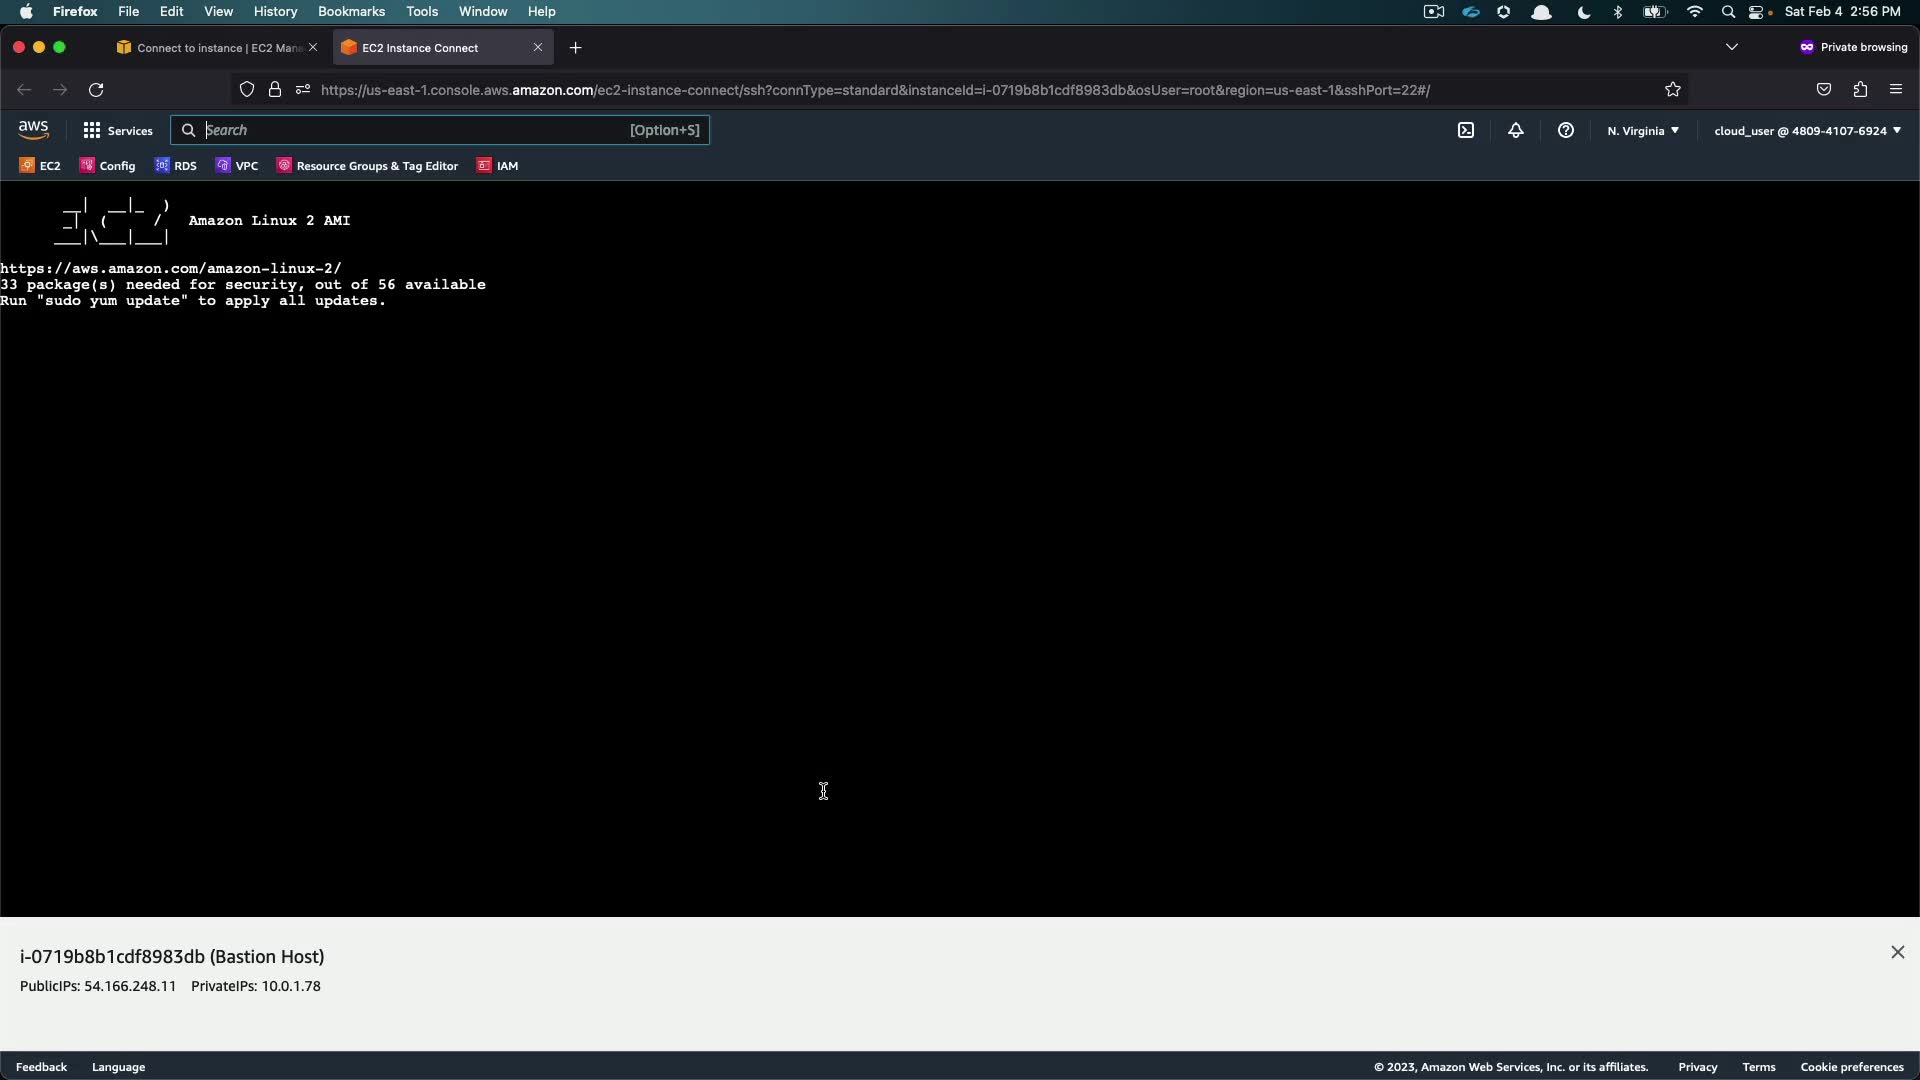 Firefox File Edit View History Bookmarks Tools Window Help Sat Feb 4 2:56 PM
Connect to instance | EC2 Mana EC2 Instance Connect Private browsing
https://us-east-1.console.aws.amazon.com/ec2-instance-connect/ssh?connType=standard&instanceId=i-0719b8b1cdf8983db&osUser=root&region=us-east-1&sshPort=22#/
aws Services Search [Option+S] N. Virginia ▼ cloud_user @ 4809-4107-6924 ▼
EC2 Config RDS VPC Resource Groups & Tag Editor IAM
__|  __|_  )
_|  (     /   Amazon Linux 2 AMI
___|\___|___|
https://aws.amazon.com/amazon-linux-2/
33 package(s) needed for security, out of 56 available
Run "sudo yum update" to apply all updates.
i-0719b8b1cdf8983db (Bastion Host)
PublicIPs: 54.166.248.11 PrivateIPs: 10.0.1.78
Feedback Language © 2023, Amazon Web Services, Inc. or its affiliates. Privacy Terms Cookie preferences